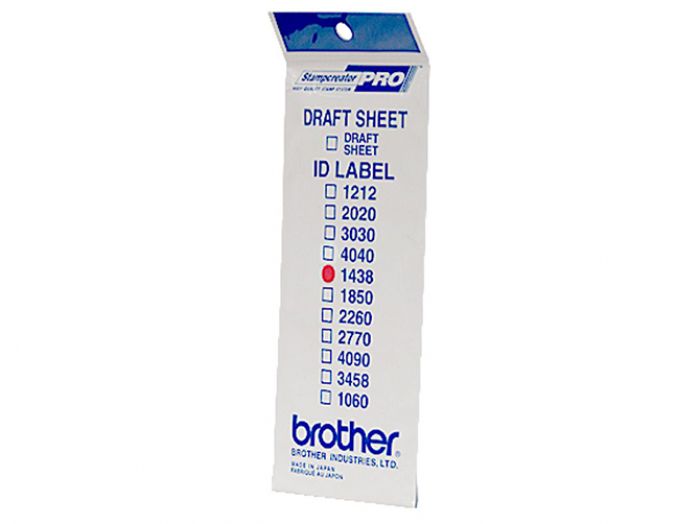 Stampcreator PRO
HIGH QUALITY STAMP SYSTEM
DRAFT SHEET
DRAFT
SHEET
ID LABEL
1212
2020
3030
4040
1438
1850
2260
2770
4090
3458
1060
brother
BROTHER INDUSTRIES, LTD.
MADE IN JAPAN
FABRIQUÉ AU JAPON